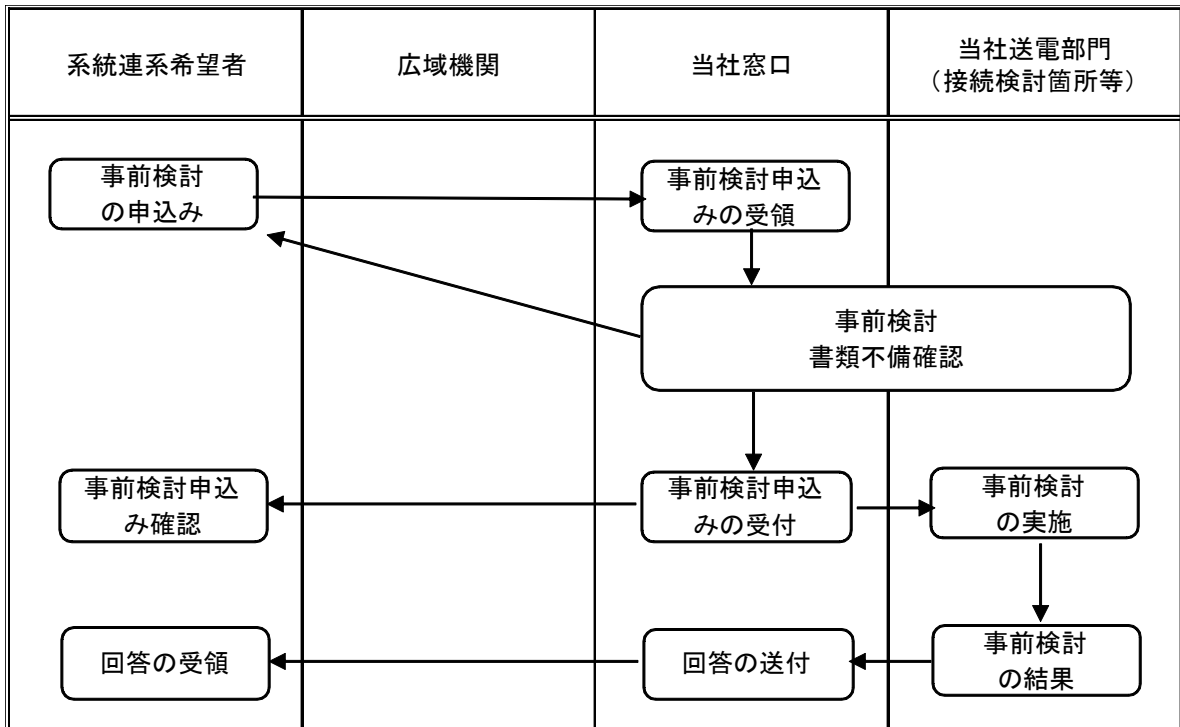 系統連系希望者
広域機関
当社窓口
当社送電部門
（接続検討箇所等）
事前検討
の申込み
事前検討申込
みの受領
事前検討
書類不備確認
事前検討申込
み確認
事前検討申込
みの受付
事前検討
の実施
回答の受領
回答の送付
事前検討
の結果